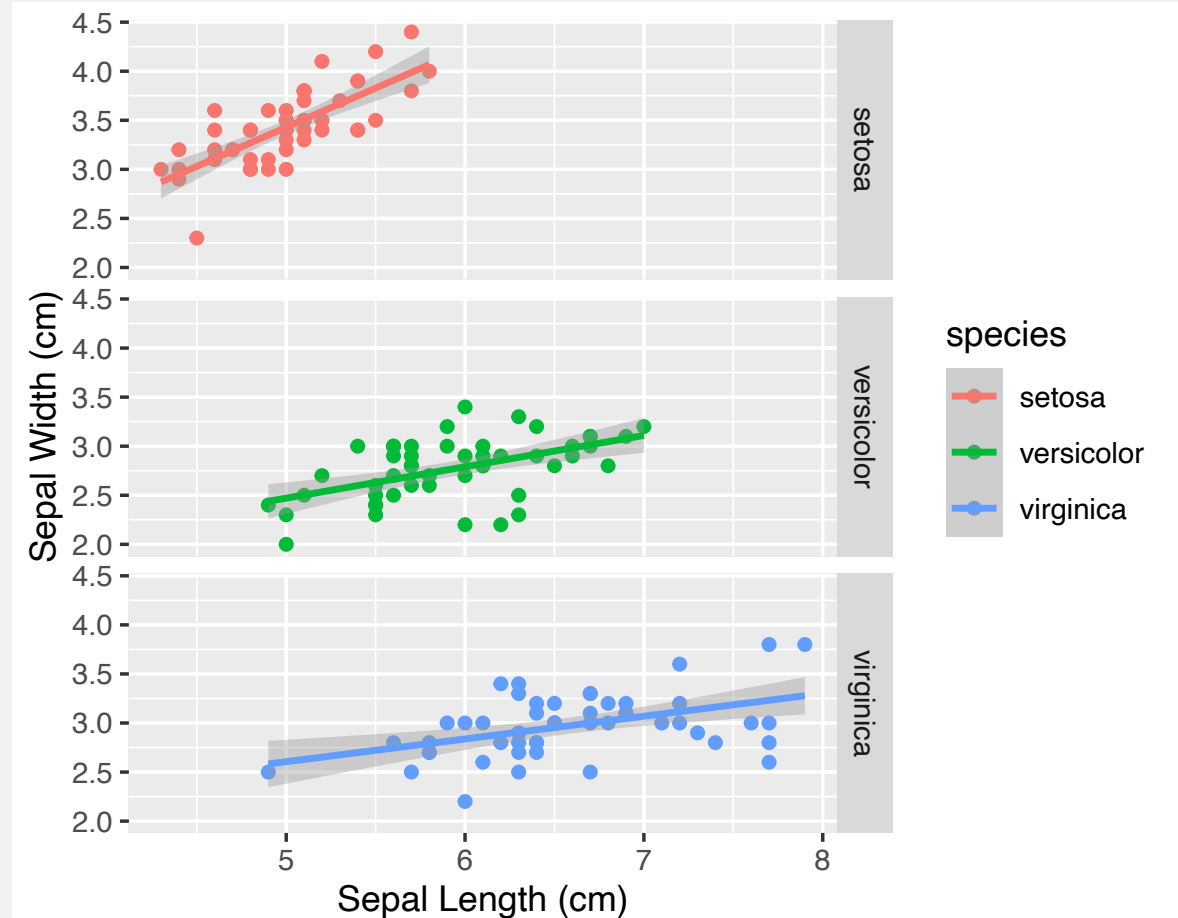 4.5
4.0
3.5
3.0
2.5
2.0
setosa
4.5
4.0
3.5
3.0
2.5
2.0
versicolor
4.5
4.0
3.5
3.0
2.5
2.0
virginica
Sepal Width (cm)
5 6 7 8
Sepal Length (cm)
species
setosa
versicolor
virginica